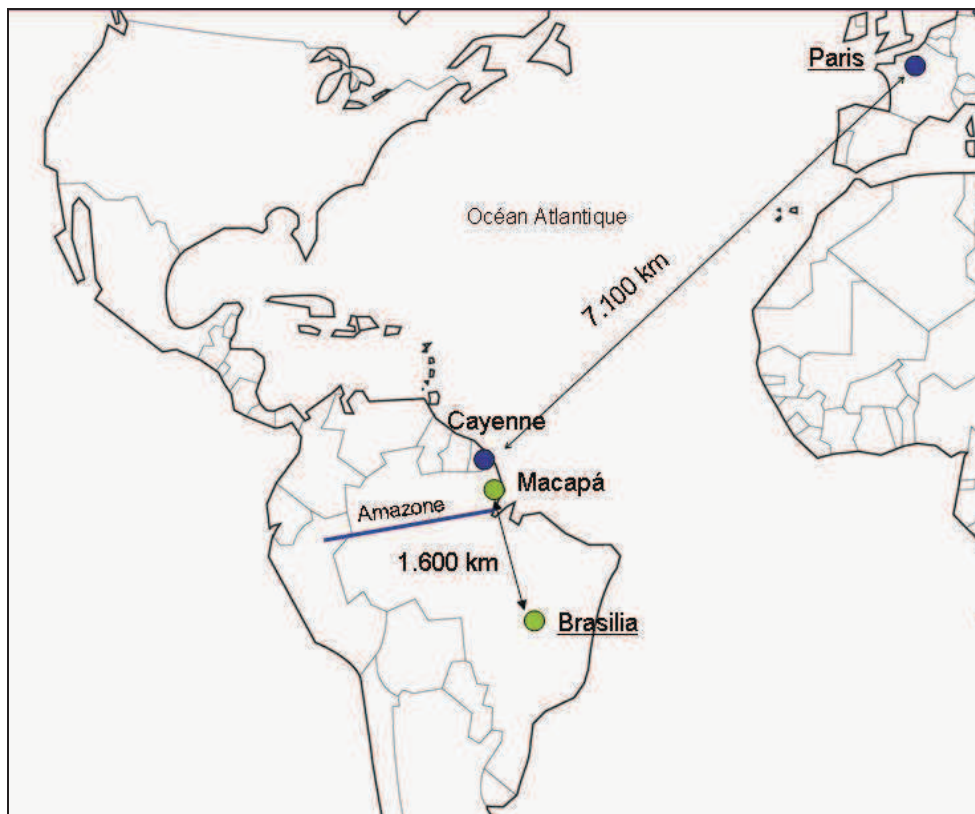 Paris
Océan Atlantique
7.100 km
Cayenne
Macapá
Amazone
1.600 km
Brasilia